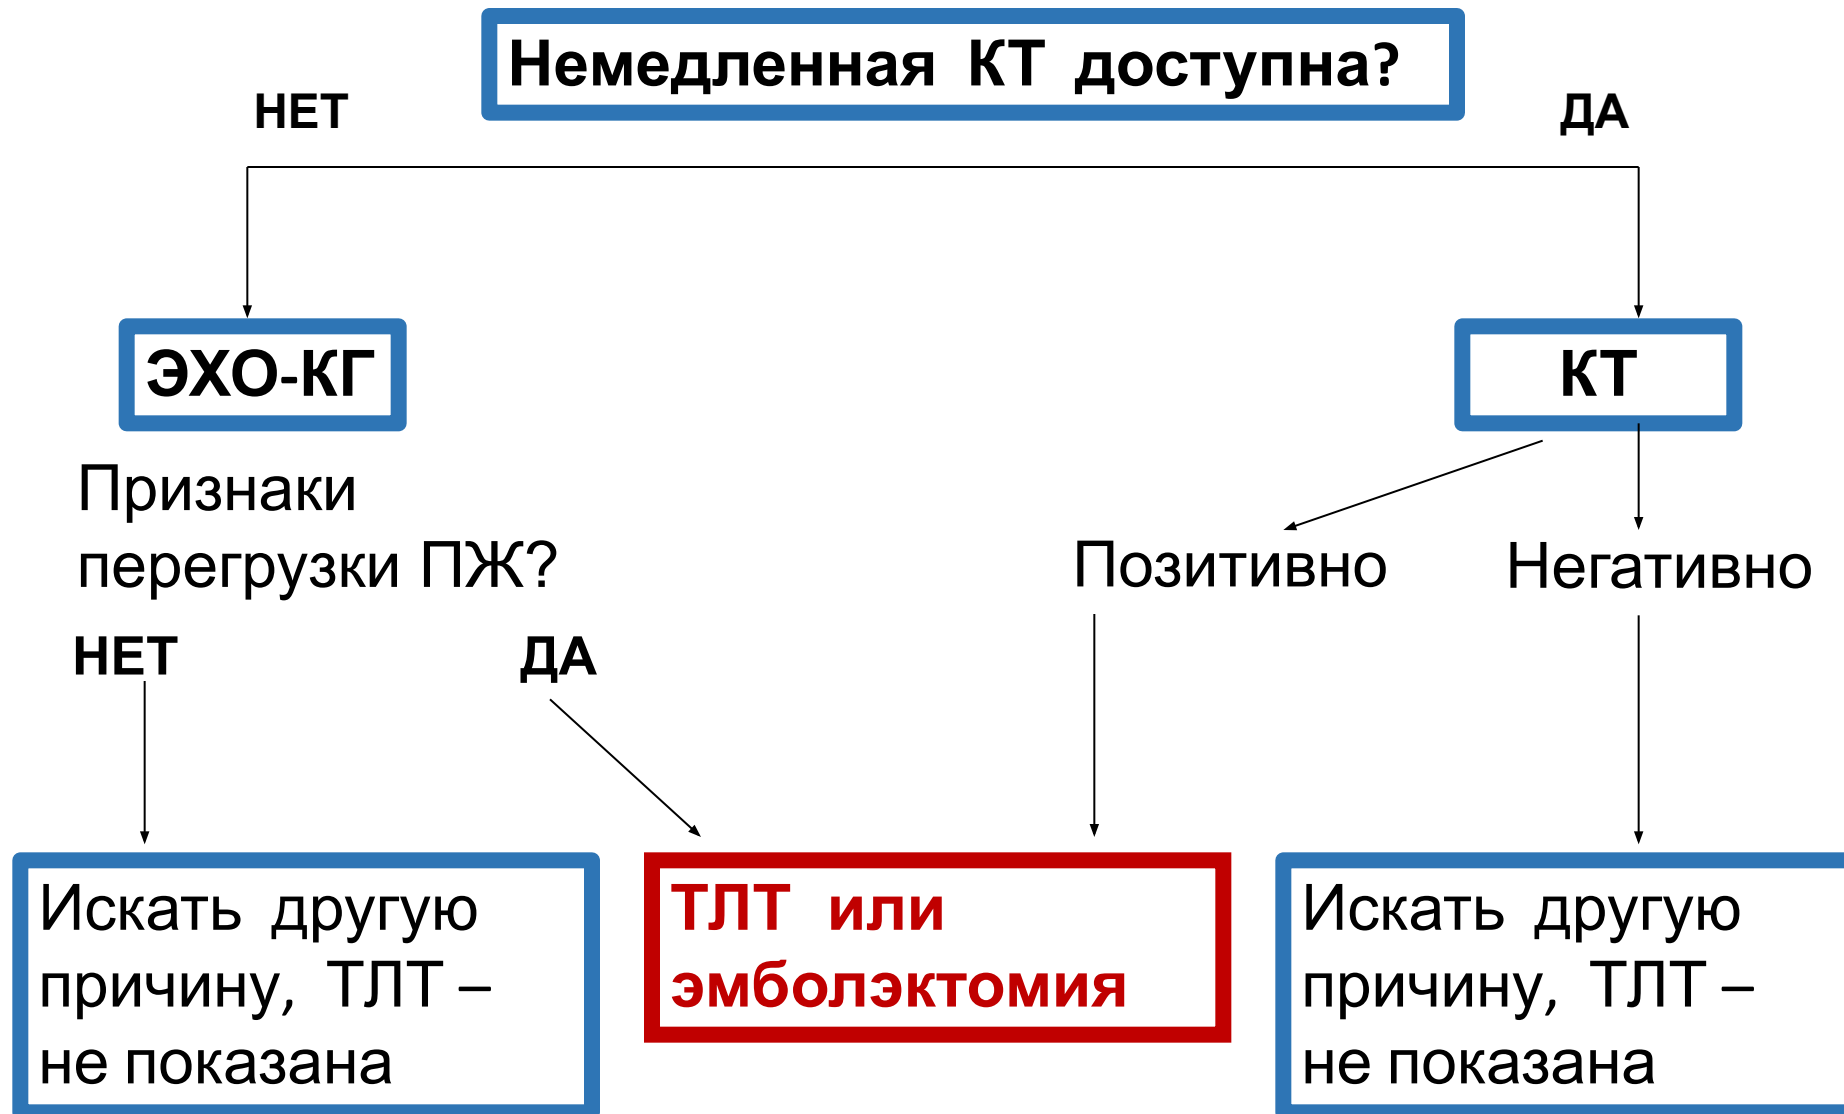 Немедленная КТ доступна?
НЕТ
ДА
ЭХО-КГ
КТ
Признаки
перегрузки ПЖ?
Позитивно
Негативно
НЕТ
ДА
Искать другую
причину, ТЛТ –
не показана
ТЛТ или
эмболэктомия
Искать другую
причину, ТЛТ –
не показана